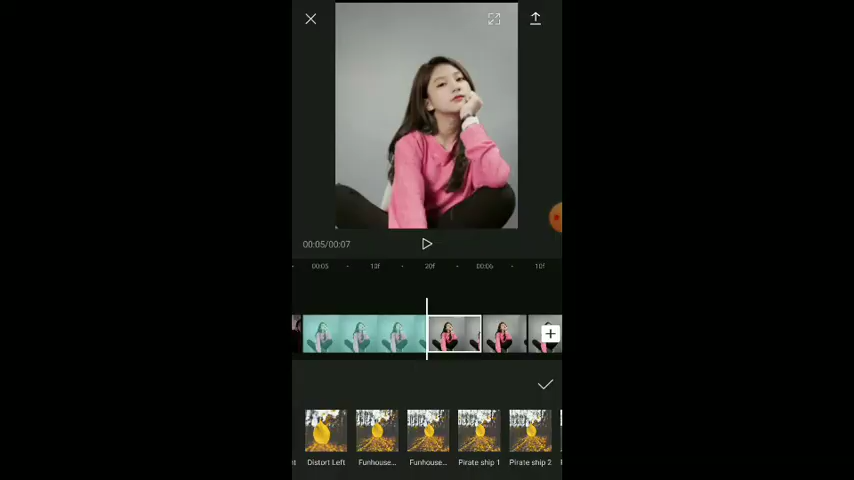 00:05/00:07
00:05 10f 20f 00:06 10f
Distort Left Funhouse... Funhouse... Pirate ship 1 Pirate ship 2